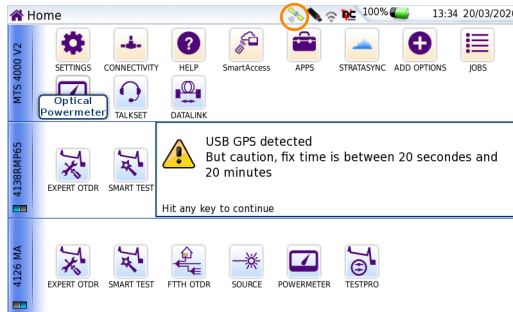 Home
100%
13:34 20/03/2020
MTS 4000 V2
SETTINGS
CONNECTIVITY
HELP
SmartAccess
APPS
STRATASYNC
ADD OPTIONS
JOBS
Optical
Powermeter
TALKSET
DATALINK
4138RMP65
EXPERT OTDR
SMART TEST
USB GPS detected
But caution, fix time is between 20 secondes and
20 minutes
Hit any key to continue
4126 MA
EXPERT OTDR
SMART TEST
FTTH OTDR
SOURCE
POWERMETER
TESTPRO